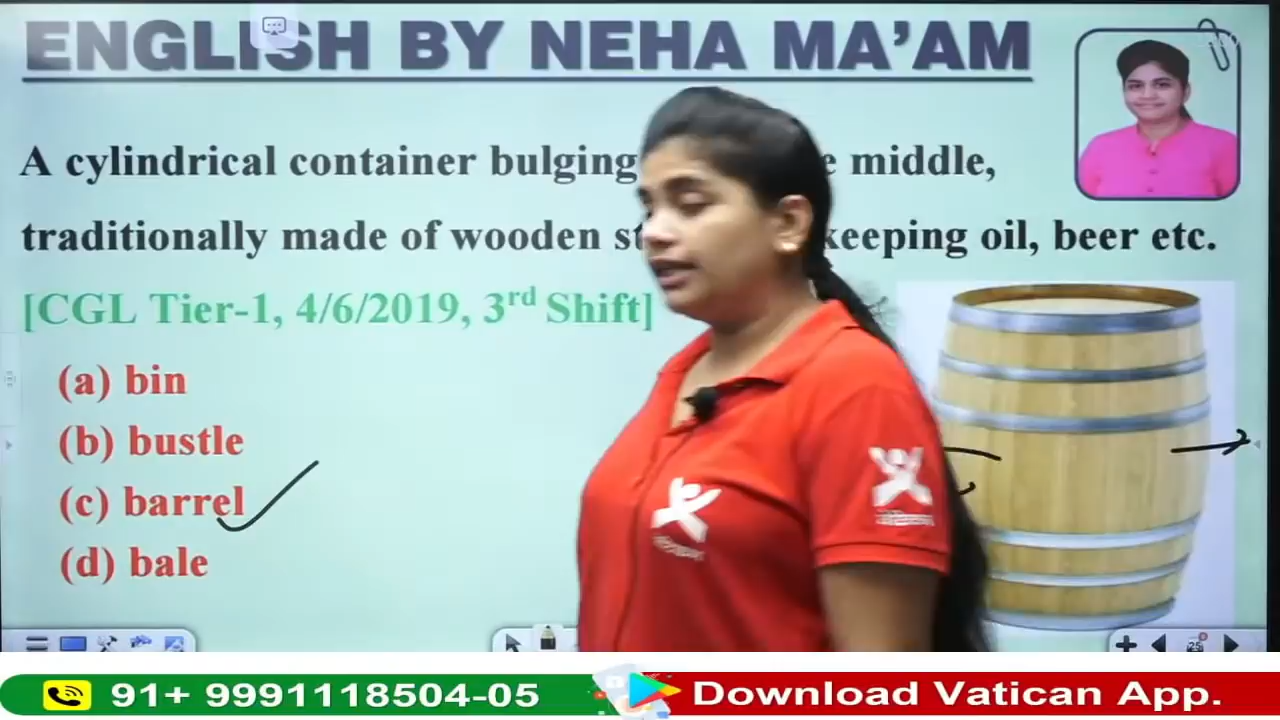 ENGLISH BY NEHA MA’AM
A cylindrical container bulging middle,
traditionally made of wooden keeping oil, beer etc.
[CGL Tier-1, 4/6/2019, 3rd Shift]
(a) bin
(b) bustle
(c) barrel
(d) bale
91+ 9991118504-05
Download Vatican App.